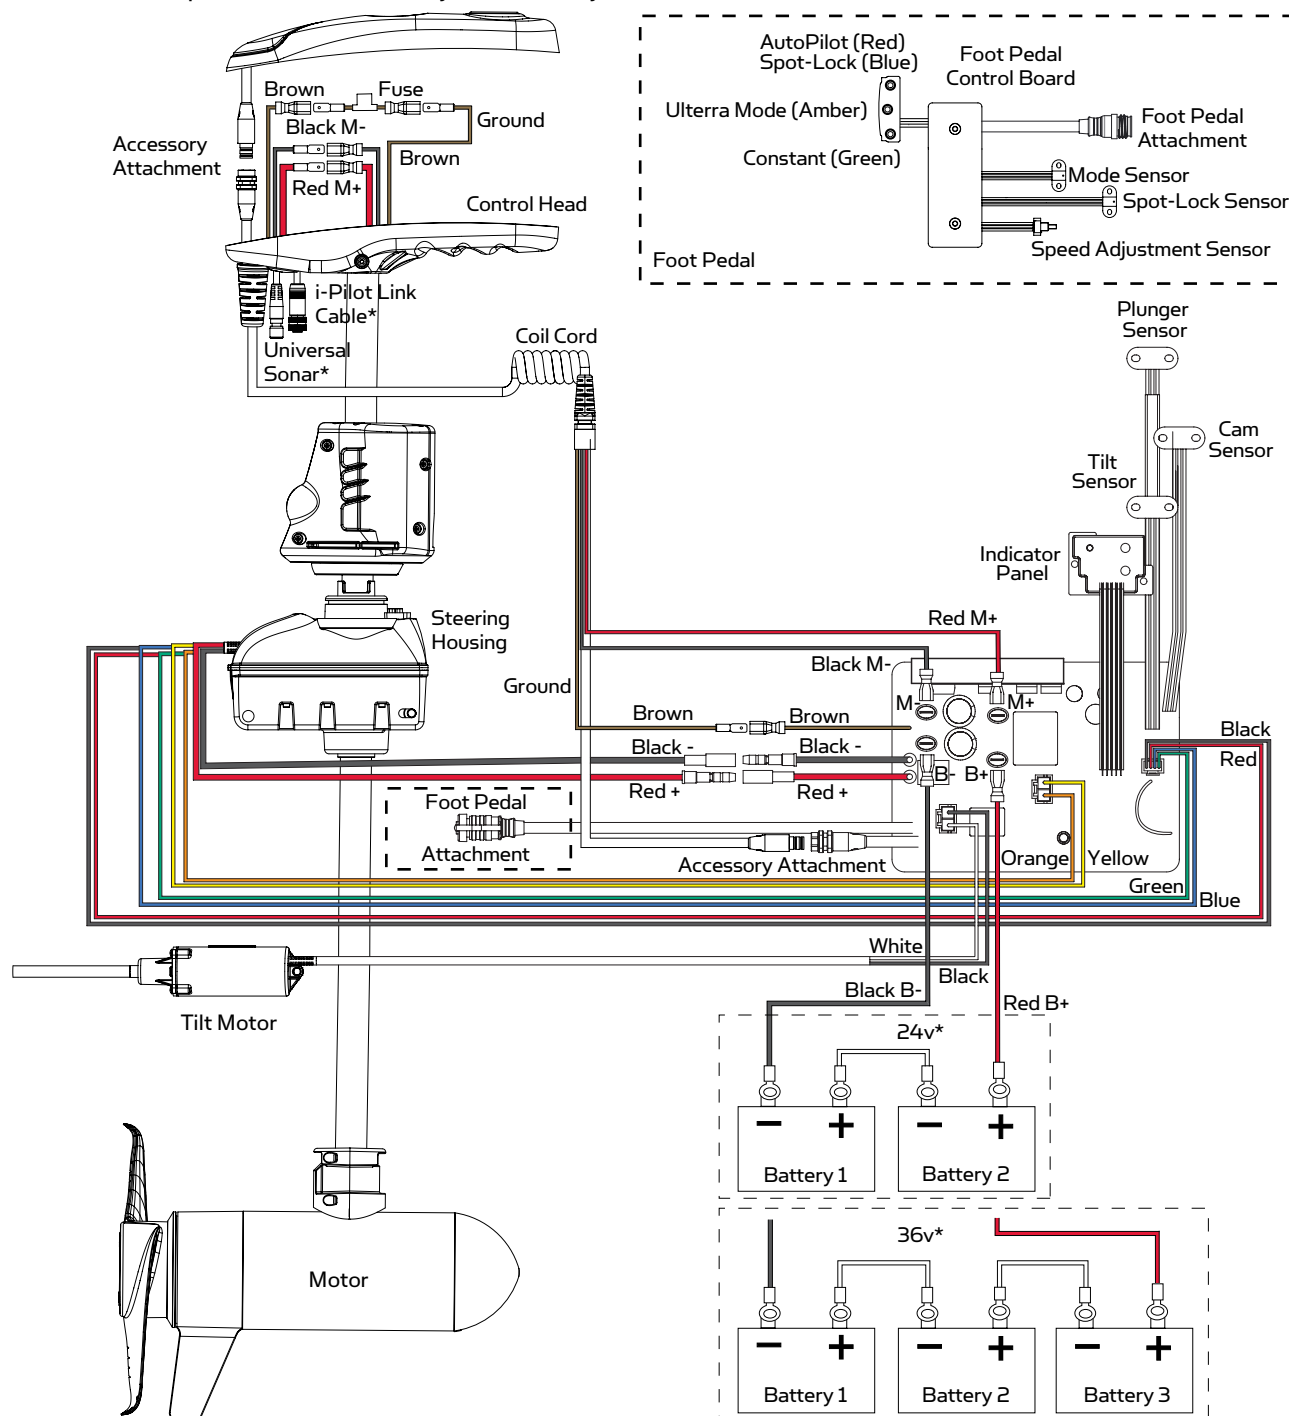 Brown
Fuse
Ground
Black M-
Brown
Red M+
Accessory
Attachment
Control Head
i-Pilot Link
Cable*
Universal
Sonar*
AutoPilot (Red)
Spot-Lock (Blue)
Ulterra Mode (Amber)
Constant (Green)
Foot Pedal
Control Board
Foot Pedal
Attachment
Mode Sensor
Spot-Lock Sensor
Speed Adjustment Sensor
Foot Pedal
Coil Cord
Plunger
Sensor
Cam
Sensor
Tilt
Sensor
Indicator
Panel
Steering
Housing
Red M+
Black M-
Ground
M-
M+
Brown
Brown
Black -
Black -
Red +
Red +
B-
B+
Black
Red
Foot Pedal
Attachment
Accessory Attachment
Orange
Yellow
Green
Blue
White
Black
Black B-
Red B+
Tilt Motor
24v*
Battery 1
Battery 2
36v*
Battery 1
Battery 2
Battery 3
Motor